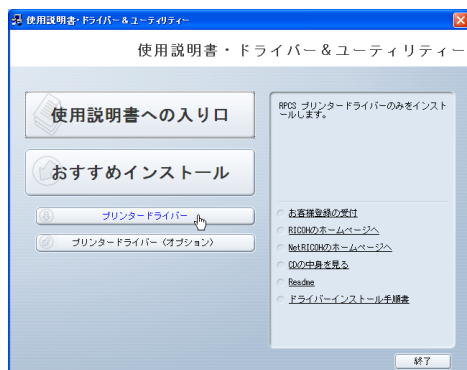 使用説明書・ドライバー&ユーティリティー
使用説明書・ドライバー&ユーティリティー
使用説明書への入り口
おすすめインストール
プリンタードライバー
プリンタードライバー(オプション)
RPCS プリンタードライバーのみをインスト
ールします。
お客様登録の受付
RICOHのホームページへ
NetRICOHのホームページへ
CDの中身を見る
Readme
ドライバーインストール手順書
終了